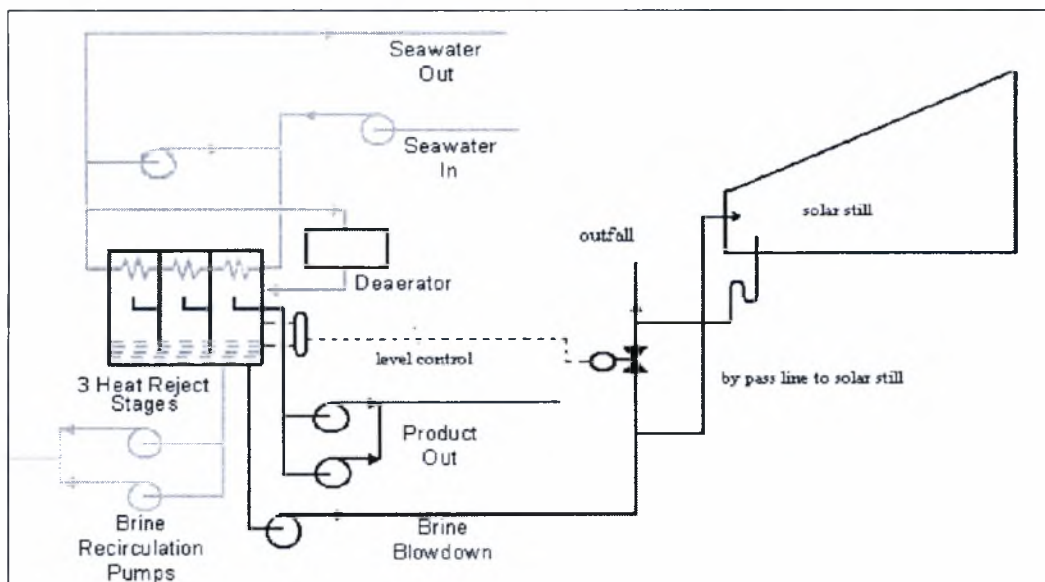 Seawater
Out
Seawater
In
solar still
outfall
Deaerator
level control
by pass line to solar still
3 Heat Reject
Stages
Product
Out
Brine
Recirculation
Pumps
Brine
Blowdown